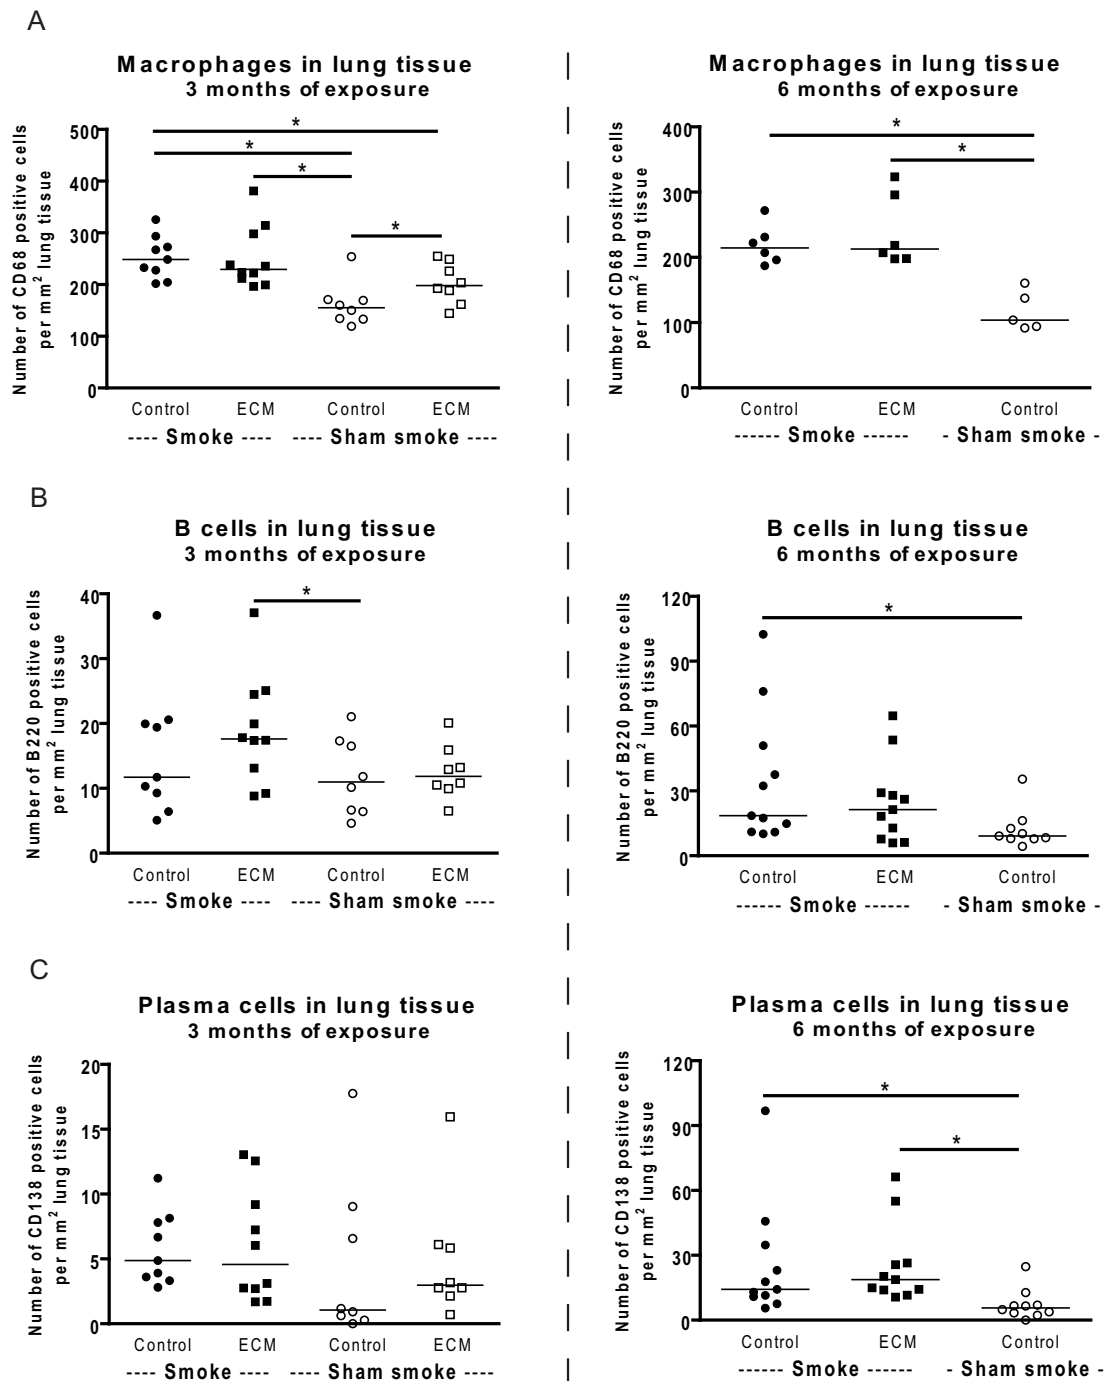 A
Macrophages in lung tissue
3 months of exposure
Number of CD68 positive cells
per mm² lung tissue
500
400
300
200
100
0
*
*
*
*
Control ECM Control ECM
---- Smoke ---- ---- Sham smoke ----
Macrophages in lung tissue
6 months of exposure
Number of CD68 positive cells
per mm² lung tissue
400
300
200
100
0
*
*
Control ECM Control
------ Smoke ------ - Sham smoke -
B
B cells in lung tissue
3 months of exposure
Number of B220 positive cells
per mm² lung tissue
40
30
20
10
0
*
Control ECM Control ECM
---- Smoke ---- ---- Sham smoke ----
B cells in lung tissue
6 months of exposure
Number of B220 positive cells
per mm² lung tissue
120
90
60
30
0
*
Control ECM Control
------ Smoke ------ - Sham smoke -
C
Plasma cells in lung tissue
3 months of exposure
Number of CD138 positive cells
per mm² lung tissue
20
15
10
5
0
Control ECM Control ECM
---- Smoke ---- ---- Sham smoke ----
Plasma cells in lung tissue
6 months of exposure
Number of CD138 positive cells
per mm² lung tissue
120
90
60
30
0
*
*
Control ECM Control
------ Smoke ------ - Sham smoke -